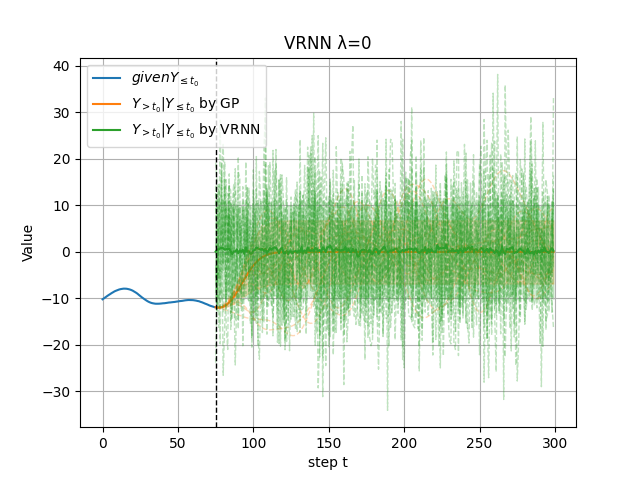 VRNN λ=0
given Y≤t₀
Y>t₀|Y≤t₀ by GP
Y>t₀|Y≤t₀ by VRNN
Value
40
30
20
10
0
−10
−20
−30
0
50
100
150
200
250
300
step t